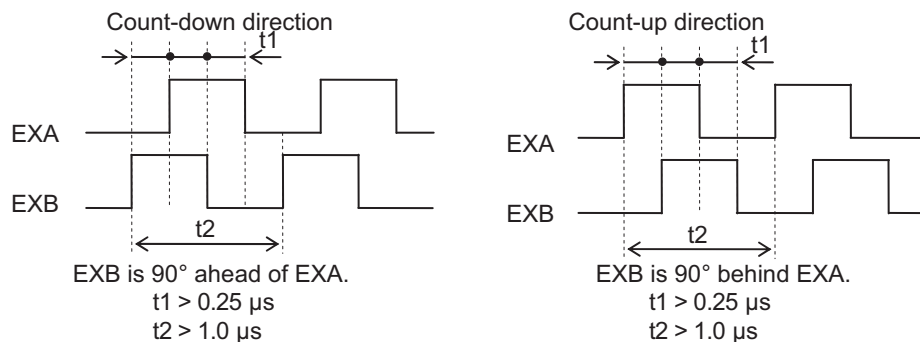 Count-down direction
t1
EXA
EXB
t2
EXB is 90° ahead of EXA.
t1 > 0.25 µs
t2 > 1.0 µs
Count-up direction
t1
EXA
EXB
t2
EXB is 90° behind EXA.
t1 > 0.25 µs
t2 > 1.0 µs